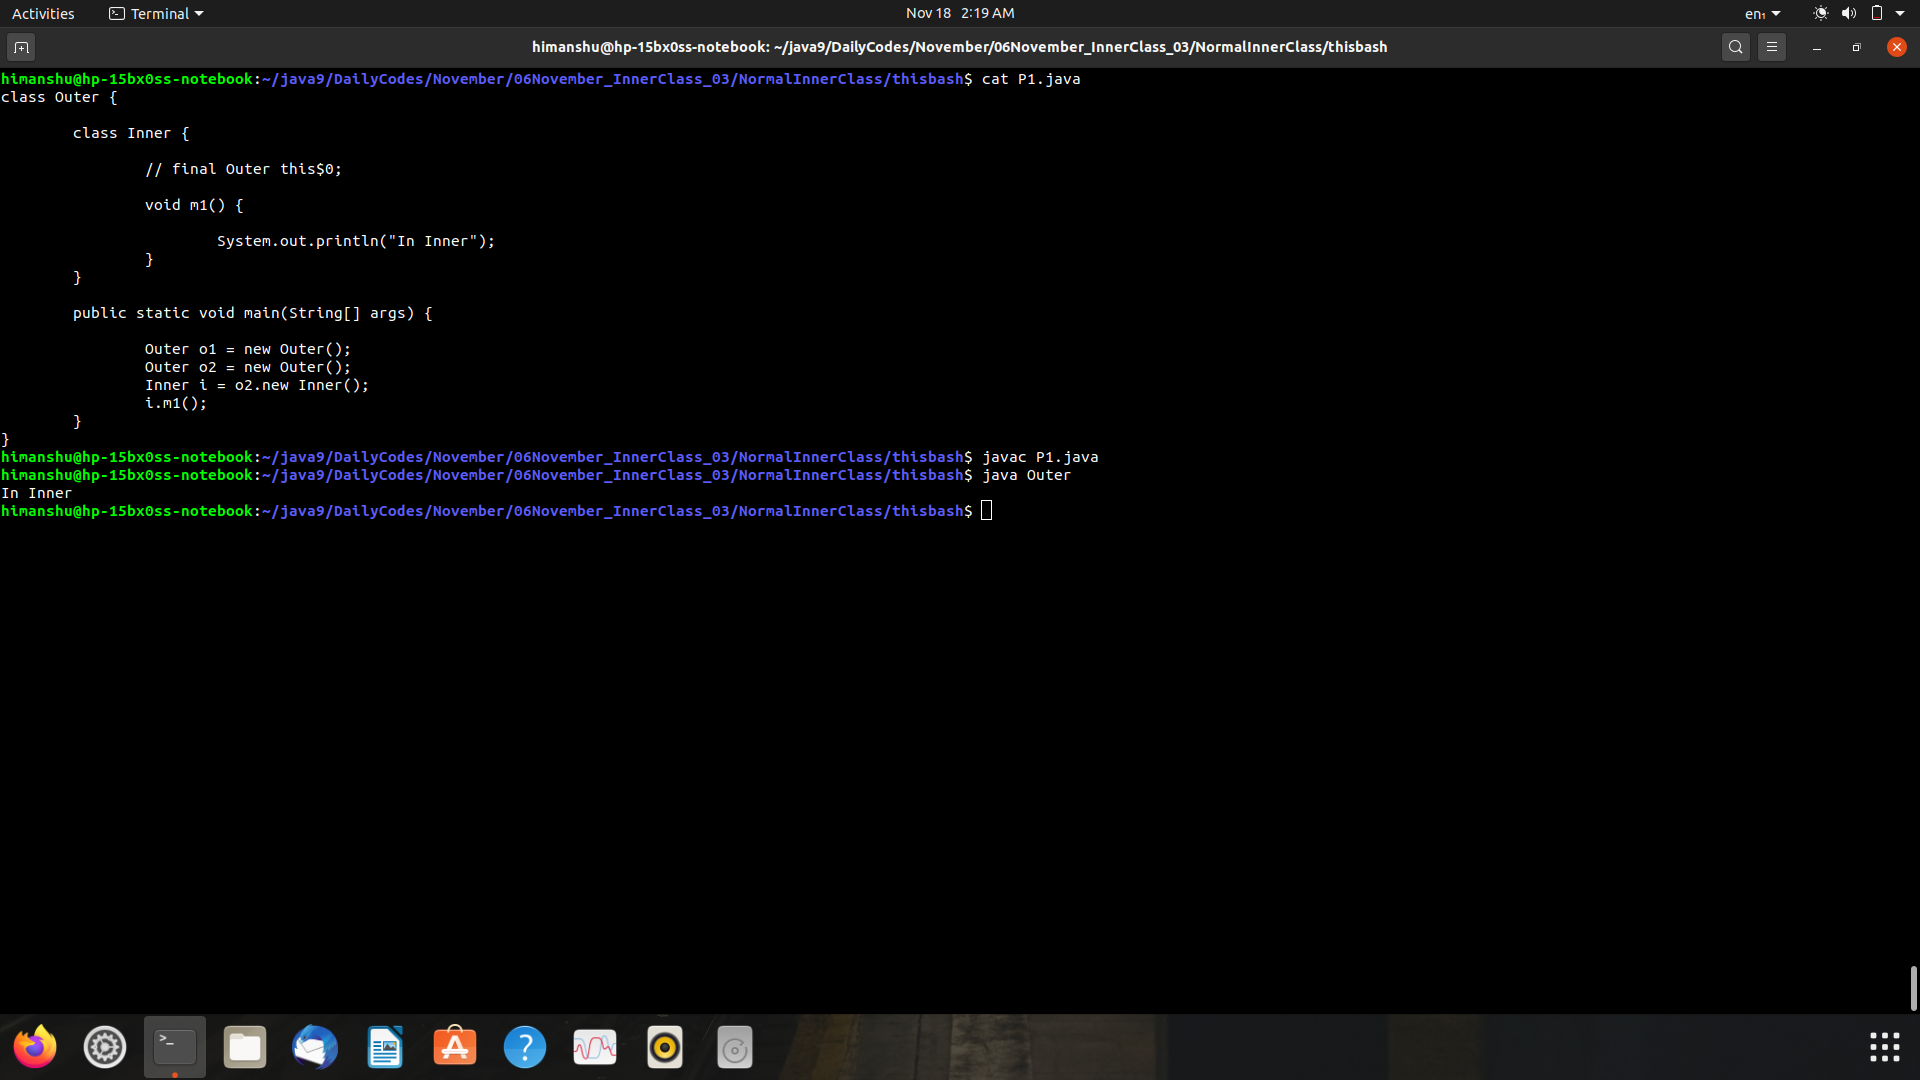 Activities Terminal Nov 18 2:19 AM en₁
himanshu@hp-15bx0ss-notebook: ~/java9/DailyCodes/November/06November_InnerClass_03/NormalInnerClass/thisbash
himanshu@hp-15bx0ss-notebook:~/java9/DailyCodes/November/06November_InnerClass_03/NormalInnerClass/thisbash$ cat P1.java
class Outer {
class Inner {
// final Outer this$0;
void m1() {
System.out.println("In Inner");
}
}
public static void main(String[] args) {
Outer o1 = new Outer();
Outer o2 = new Outer();
Inner i = o2.new Inner();
i.m1();
}
}
himanshu@hp-15bx0ss-notebook:~/java9/DailyCodes/November/06November_InnerClass_03/NormalInnerClass/thisbash$ javac P1.java
himanshu@hp-15bx0ss-notebook:~/java9/DailyCodes/November/06November_InnerClass_03/NormalInnerClass/thisbash$ java Outer
In Inner
himanshu@hp-15bx0ss-notebook:~/java9/DailyCodes/November/06November_InnerClass_03/NormalInnerClass/thisbash$